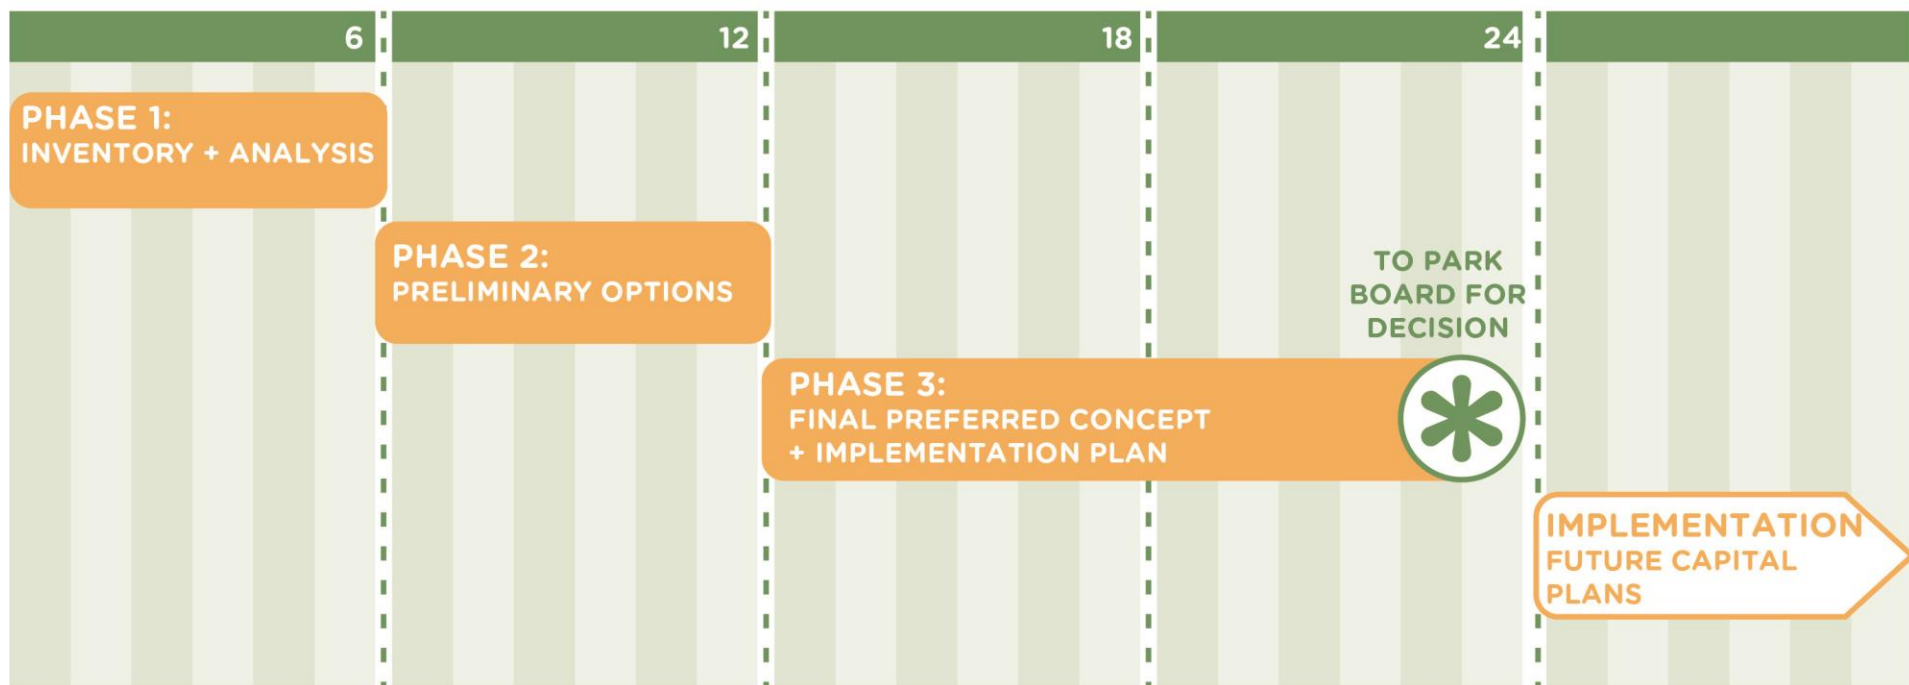 6
12
18
24
PHASE 1:
INVENTORY + ANALYSIS
PHASE 2:
PRELIMINARY OPTIONS
TO PARK
BOARD FOR
DECISION
PHASE 3:
FINAL PREFERRED CONCEPT
+ IMPLEMENTATION PLAN
IMPLEMENTATION
FUTURE CAPITAL
PLANS